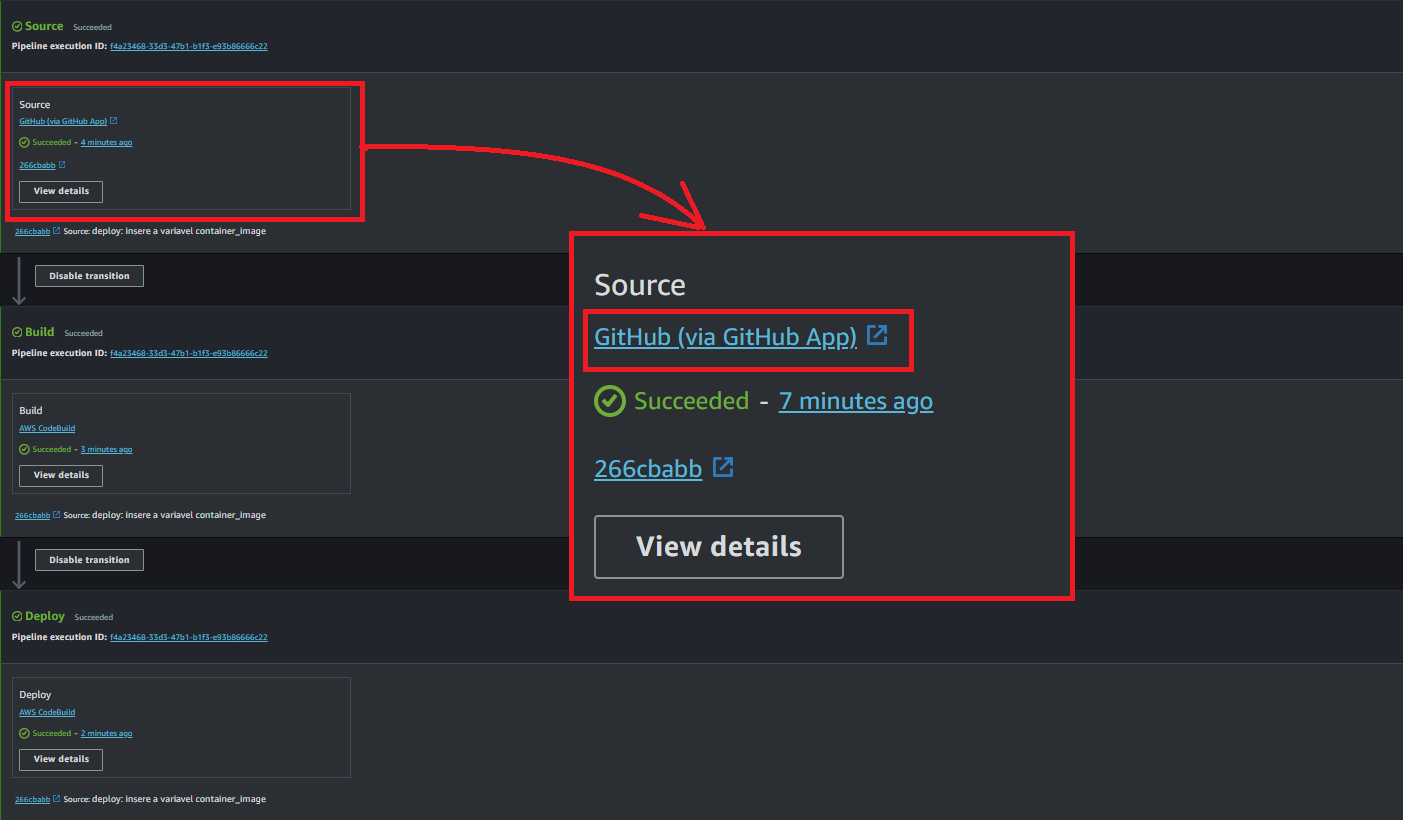 Source Succeeded
Pipeline execution ID: f4a23468-33d3-47b1-b1f3-e93b86666c22
Source
GitHub (via GitHub App)
Succeeded - 4 minutes ago
266cbabb
View details
266cbabb Source: deploy: insere a variavel container_image
Disable transition
Build Succeeded
Pipeline execution ID: f4a23468-33d3-47b1-b1f3-e93b86666c22
Build
AWS CodeBuild
Succeeded - 3 minutes ago
View details
266cbabb Source: deploy: insere a variavel container_image
Disable transition
Deploy Succeeded
Pipeline execution ID: f4a23468-33d3-47b1-b1f3-e93b86666c22
Deploy
AWS CodeBuild
Succeeded - 2 minutes ago
View details
266cbabb Source: deploy: insere a variavel container_image
Source
GitHub (via GitHub App)
Succeeded - 7 minutes ago
266cbabb
View details